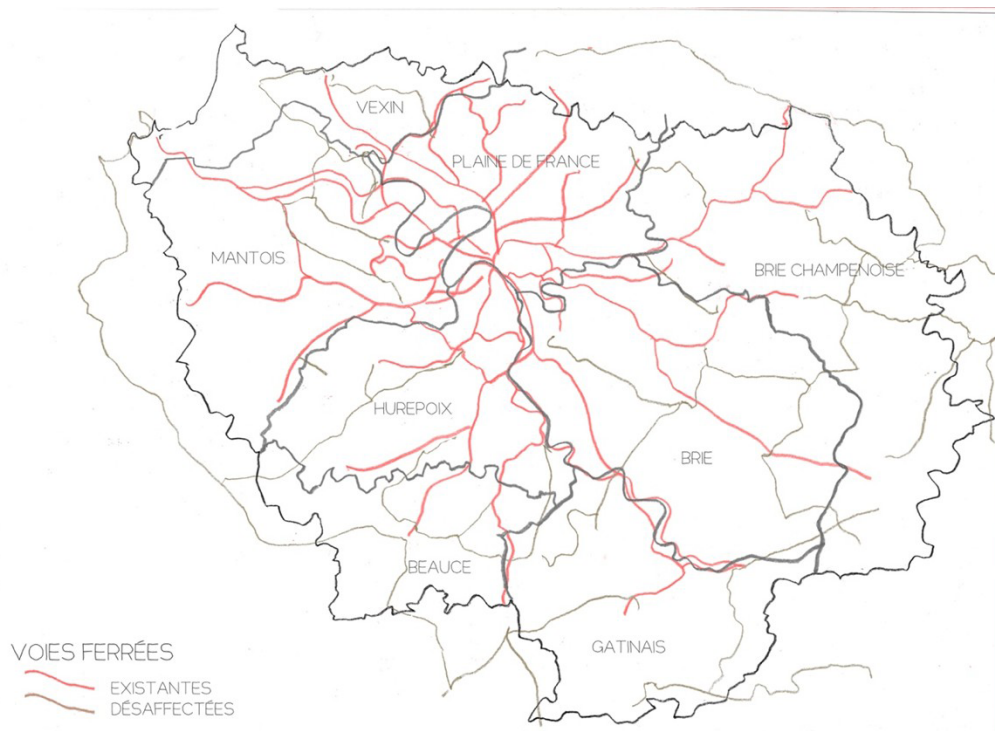 VEXIN
PLAINE DE FRANCE
MANTOIS
BRIE CHAMPENOISE
HUREPOIX
BRIE
BEAUCE
GATINAIS
VOIES FERRÉES
EXISTANTES
DÉSAFFECTÉES